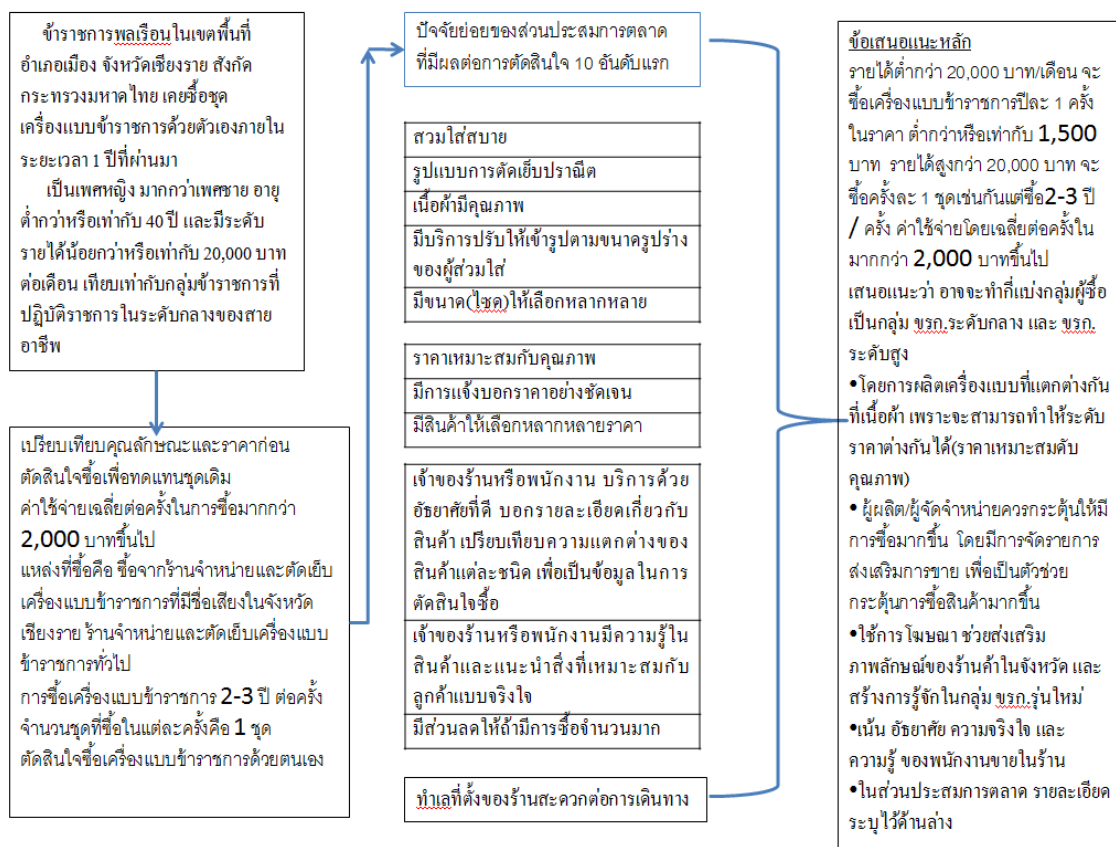 ข้าราชการพลเรือนในเขตพื้นที่
อำเภอเมือง จังหวัดเชียงราย สังกัด
กระทรวงมหาดไทย เคยซื้อชุด
เครื่องแบบข้าราชการด้วยตัวเองภายใน
ระยะเวลา 1 ปีที่ผ่านมา
เป็นเพศหญิง มากกว่าเพศชาย อายุ
ต่ำกว่าหรือเท่ากับ 40 ปี และมีระดับ
รายได้น้อยกว่าหรือเท่ากับ 20,000 บาท
ต่อเดือน เทียบเท่ากับกลุ่มข้าราชการที่
ปฏิบัติราชการในระดับกลางของสาย
อาชีพ
เปรียบเทียบคุณลักษณะและราคาก่อน
ตัดสินใจซื้อเพื่อทดแทนชุดเดิม
ค่าใช้จ่ายเฉลี่ยต่อครั้งในการซื้อมากกว่า
2,000 บาทขึ้นไป
แหล่งที่ซื้อคือ ซื้อจากร้านจำหน่ายและตัดเย็บ
เครื่องแบบข้าราชการที่มีชื่อเสียงในจังหวัด
เชียงราย ร้านจำหน่ายและตัดเย็บเครื่องแบบ
ข้าราชการทั่วไป
การซื้อเครื่องแบบข้าราชการ 2-3 ปี ต่อครั้ง
จำนวนชุดที่ซื้อในแต่ละครั้งคือ 1 ชุด
ตัดสินใจซื้อเครื่องแบบข้าราชการด้วยตนเอง
ปัจจัยย่อยของส่วนประสมการตลาด
ที่มีผลต่อการตัดสินใจ 10 อันดับแรก
สวมใส่สบาย
รูปแบบการตัดเย็บปราณีต
เนื้อผ้ามีคุณภาพ
มีบริการปรับให้เข้ารูปตามขนาดรูปร่าง
ของผู้ส่วมใส่
มีขนาด(ไซด)ให้เลือกหลากหลาย
ราคาเหมาะสมกับคุณภาพ
มีการแจ้งบอกราคาอย่างชัดเจน
มีสินค้าให้เลือกหลากหลายราคา
เจ้าของร้านหรือพนักงาน บริการด้วย
อัธยาศัยที่ดี บอกรายละเอียดเกี่ยวกับ
สินค้า เปรียบเทียบความแตกต่างของ
สินค้าแต่ละชนิด เพื่อเป็นข้อมูลในการ
ตัดสินใจซื้อ
เจ้าของร้านหรือพนักงานมีความรู้ใน
สินค้าและแนะนำสิ่งที่เหมาะสมกับ
ลูกค้าแบบจริงใจ
มีส่วนลดให้ถ้ามีการซื้อจำนวนมาก
ทำเลที่ตั้งของร้านสะดวกต่อการเดินทาง
ข้อเสนอแนะหลัก
รายได้ต่ำกว่า 20,000 บาท/เดือน จะ
ซื้อเครื่องแบบข้าราชการปีละ 1 ครั้ง
ในราคา ต่ำกว่าหรือเท่ากับ 1,500
บาท รายได้สูงกว่า 20,000 บาท จะ
ซื้อครั้งละ 1 ชุดเช่นกันแต่ซื้อ2-3 ปี
/ ครั้ง ค่าใช้จ่ายโดยเฉลี่ยต่อครั้งใน
มากกว่า 2,000 บาทขึ้นไป
เสนอแนะว่า อาจจะทำกี่แบ่งกลุ่มผู้ซื้อ
เป็นกลุ่ม ขรก.ระดับกลาง และ ขรก.
ระดับสูง
•โดยการผลิตเครื่องแบบที่แตกต่างกัน
ที่เนื้อผ้า เพราะจะสามารถทำให้ระดับ
ราคาต่างกันได้(ราคาเหมาะสมคับ
คุณภาพ)
• ผู้ผลิต/ผู้จัดจำหน่ายควรกระตุ้นให้มี
การซื้อมากขึ้น โดยมีการจัดรายการ
ส่งเสริมการขาย เพื่อเป็นตัวช่วย
กระตุ้นการซื้อสินค้ามากขึ้น
•ใช้การโฆษณา ช่วยส่งเสริม
ภาพลักษณ์ของร้านค้าในจังหวัด และ
สร้างการรู้จักในกลุ่ม ขรก.รุ่นใหม่
•เน้น อัธยาศัย ความจริงใจ และ
ความรู้ ของพนักงานขายในร้าน
•ในส่วนประสมการตลาด รายละเอียด
ระบุไว้ด้านล่าง